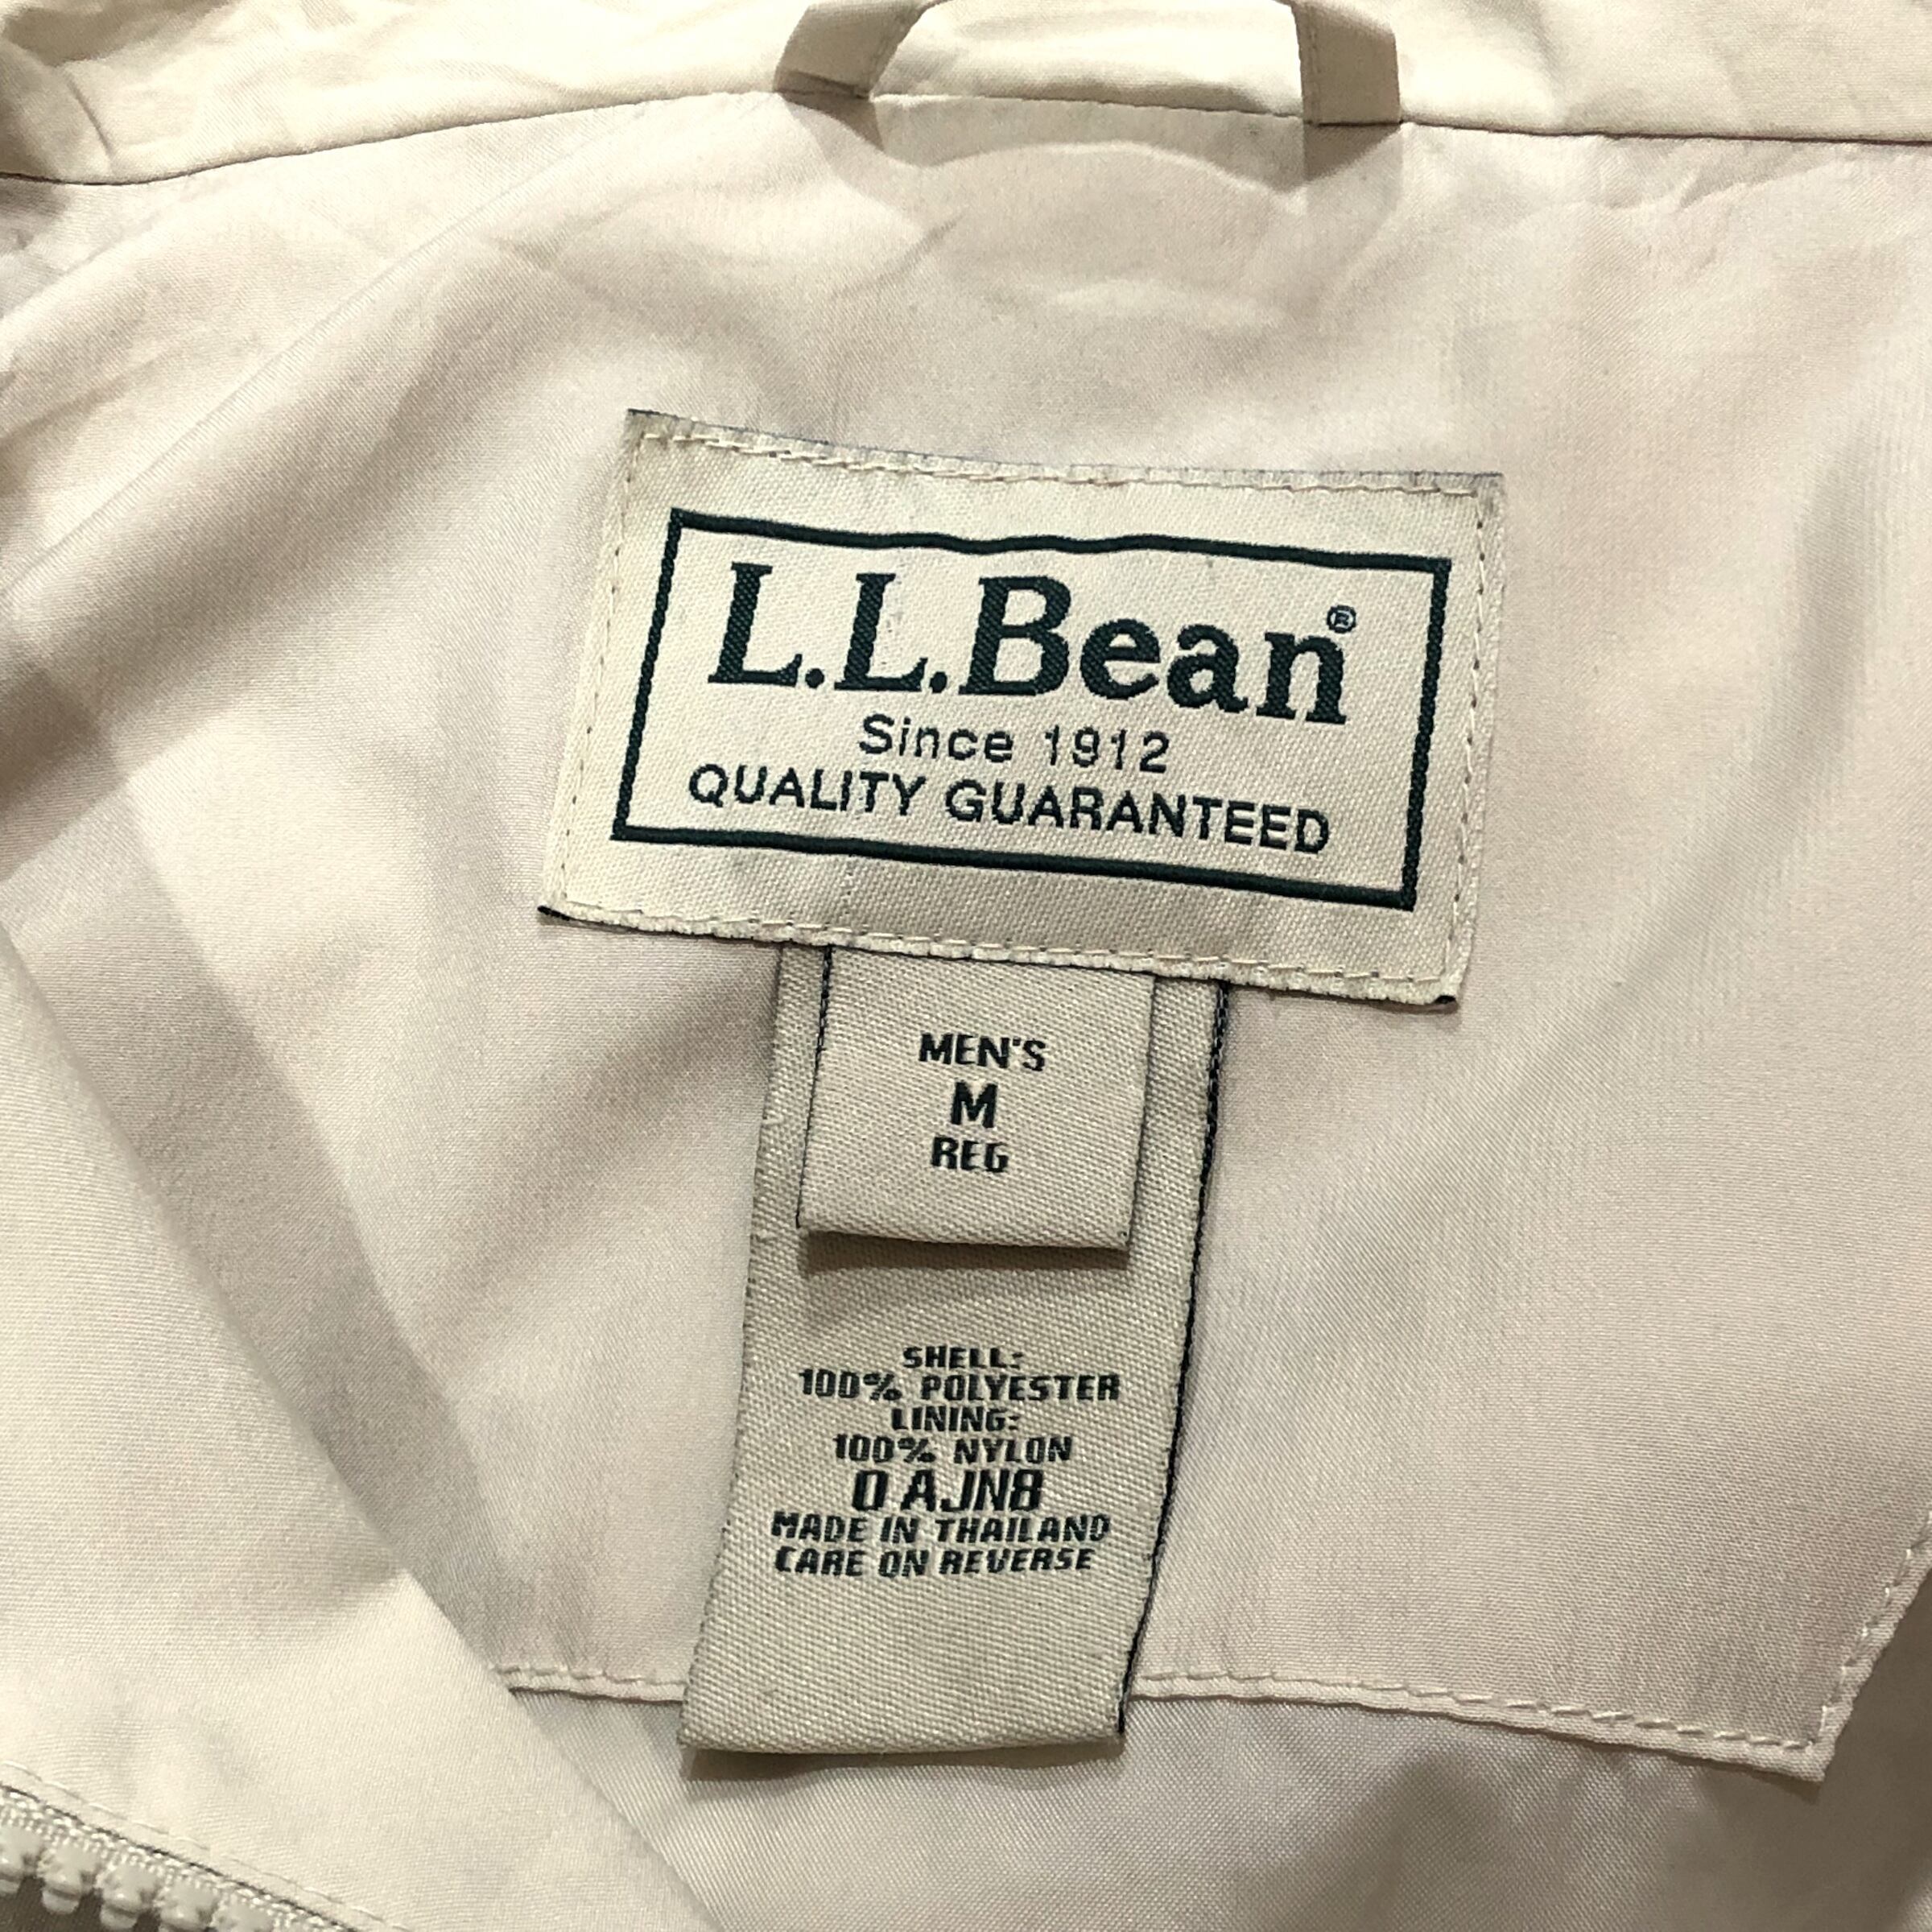 L.L.Bean®
Since 1912
QUALITY GUARANTEED
MEN'S
M
REG
SHELL:
100% POLYESTER
LINING:
100% NYLON
0 AJN8
MADE IN THAILAND
CARE ON REVERSE